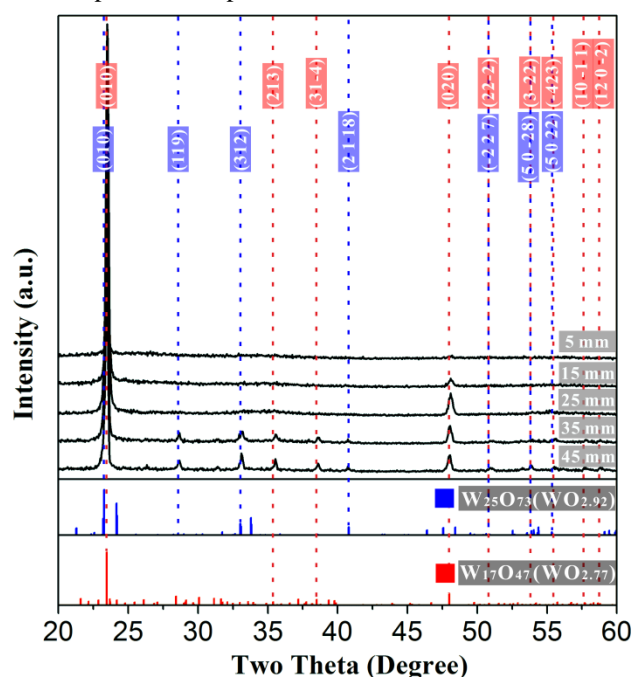 (010)
(213)
(31-4)
(020)
(22-2)
(3-22)
(-423)
(10 -1 1)
(12 0 -2)
(010)
(119)
(312)
(2-1-18)
(-2 2 7)
(5 0 -28)
(5 0 22)
Intensity (a.u.)
5 mm
15 mm
25 mm
35 mm
45 mm
W25O73(WO2.92)
W17O47(WO2.77)
20 25 30 35 40 45 50 55 60
Two Theta (Degree)